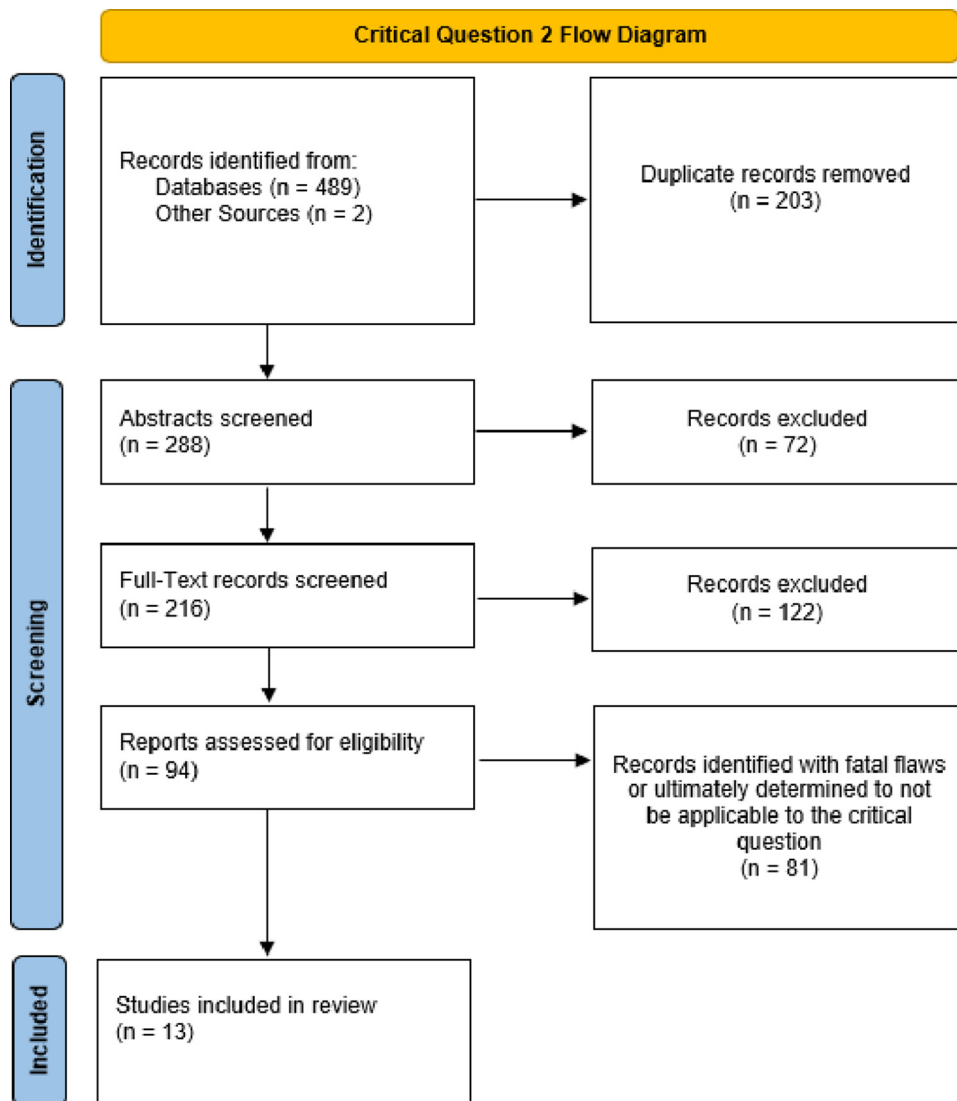 Critical Question 2 Flow Diagram
Identification
Records identified from:
Databases (n = 489)
Other Sources (n = 2)
Duplicate records removed
(n = 203)
Screening
Abstracts screened
(n = 288)
Records excluded
(n = 72)
Full-Text records screened
(n = 216)
Records excluded
(n = 122)
Reports assessed for eligibility
(n = 94)
Records identified with fatal flaws
or ultimately determined to not
be applicable to the critical
question
(n = 81)
Included
Studies included in review
(n = 13)